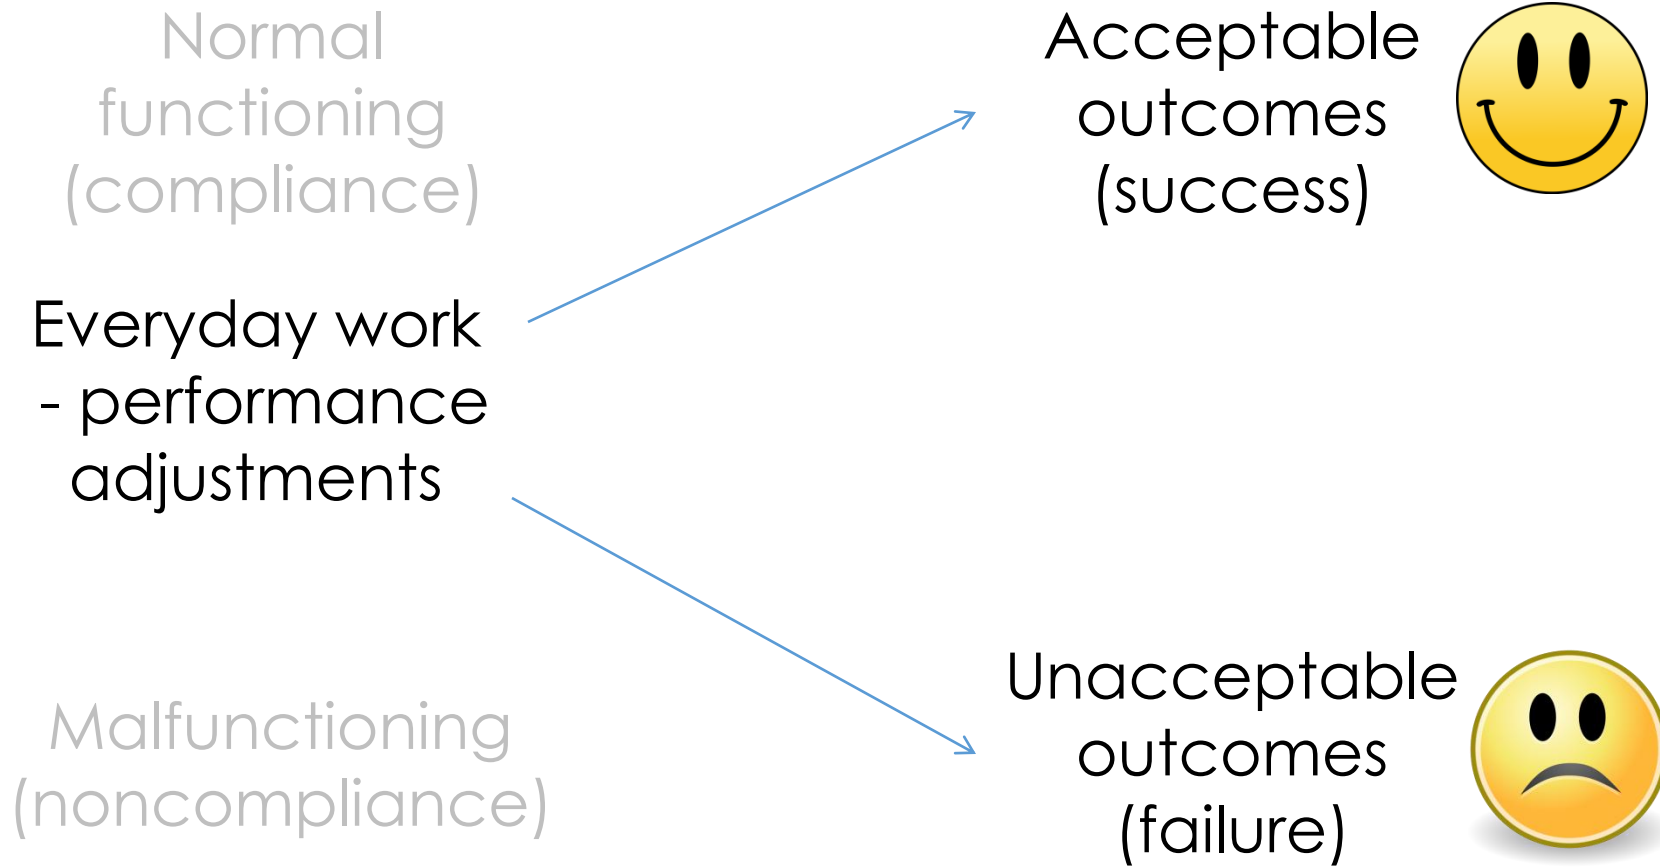 Normal
functioning
(compliance)
Everyday work
- performance
adjustments
Malfunctioning
(noncompliance)
Acceptable
outcomes
(success)
Unacceptable
outcomes
(failure)